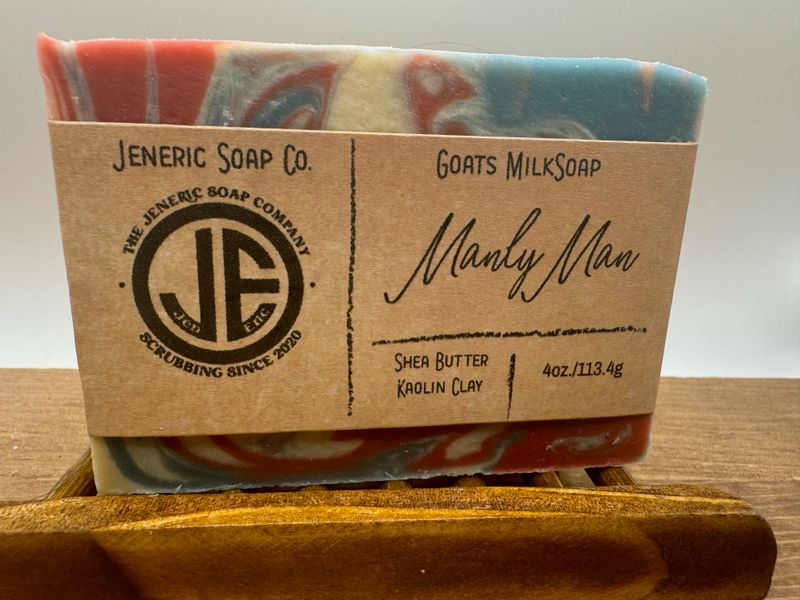 JENERIC SOAP CO.
THE JENERIC SOAP COMPANY
JE
Jen Eric
SCRUBBING SINCE 2020
GOATS MILKSOAP
Manly Man
SHEA BUTTER
KAOLIN CLAY
4oz./113.4g